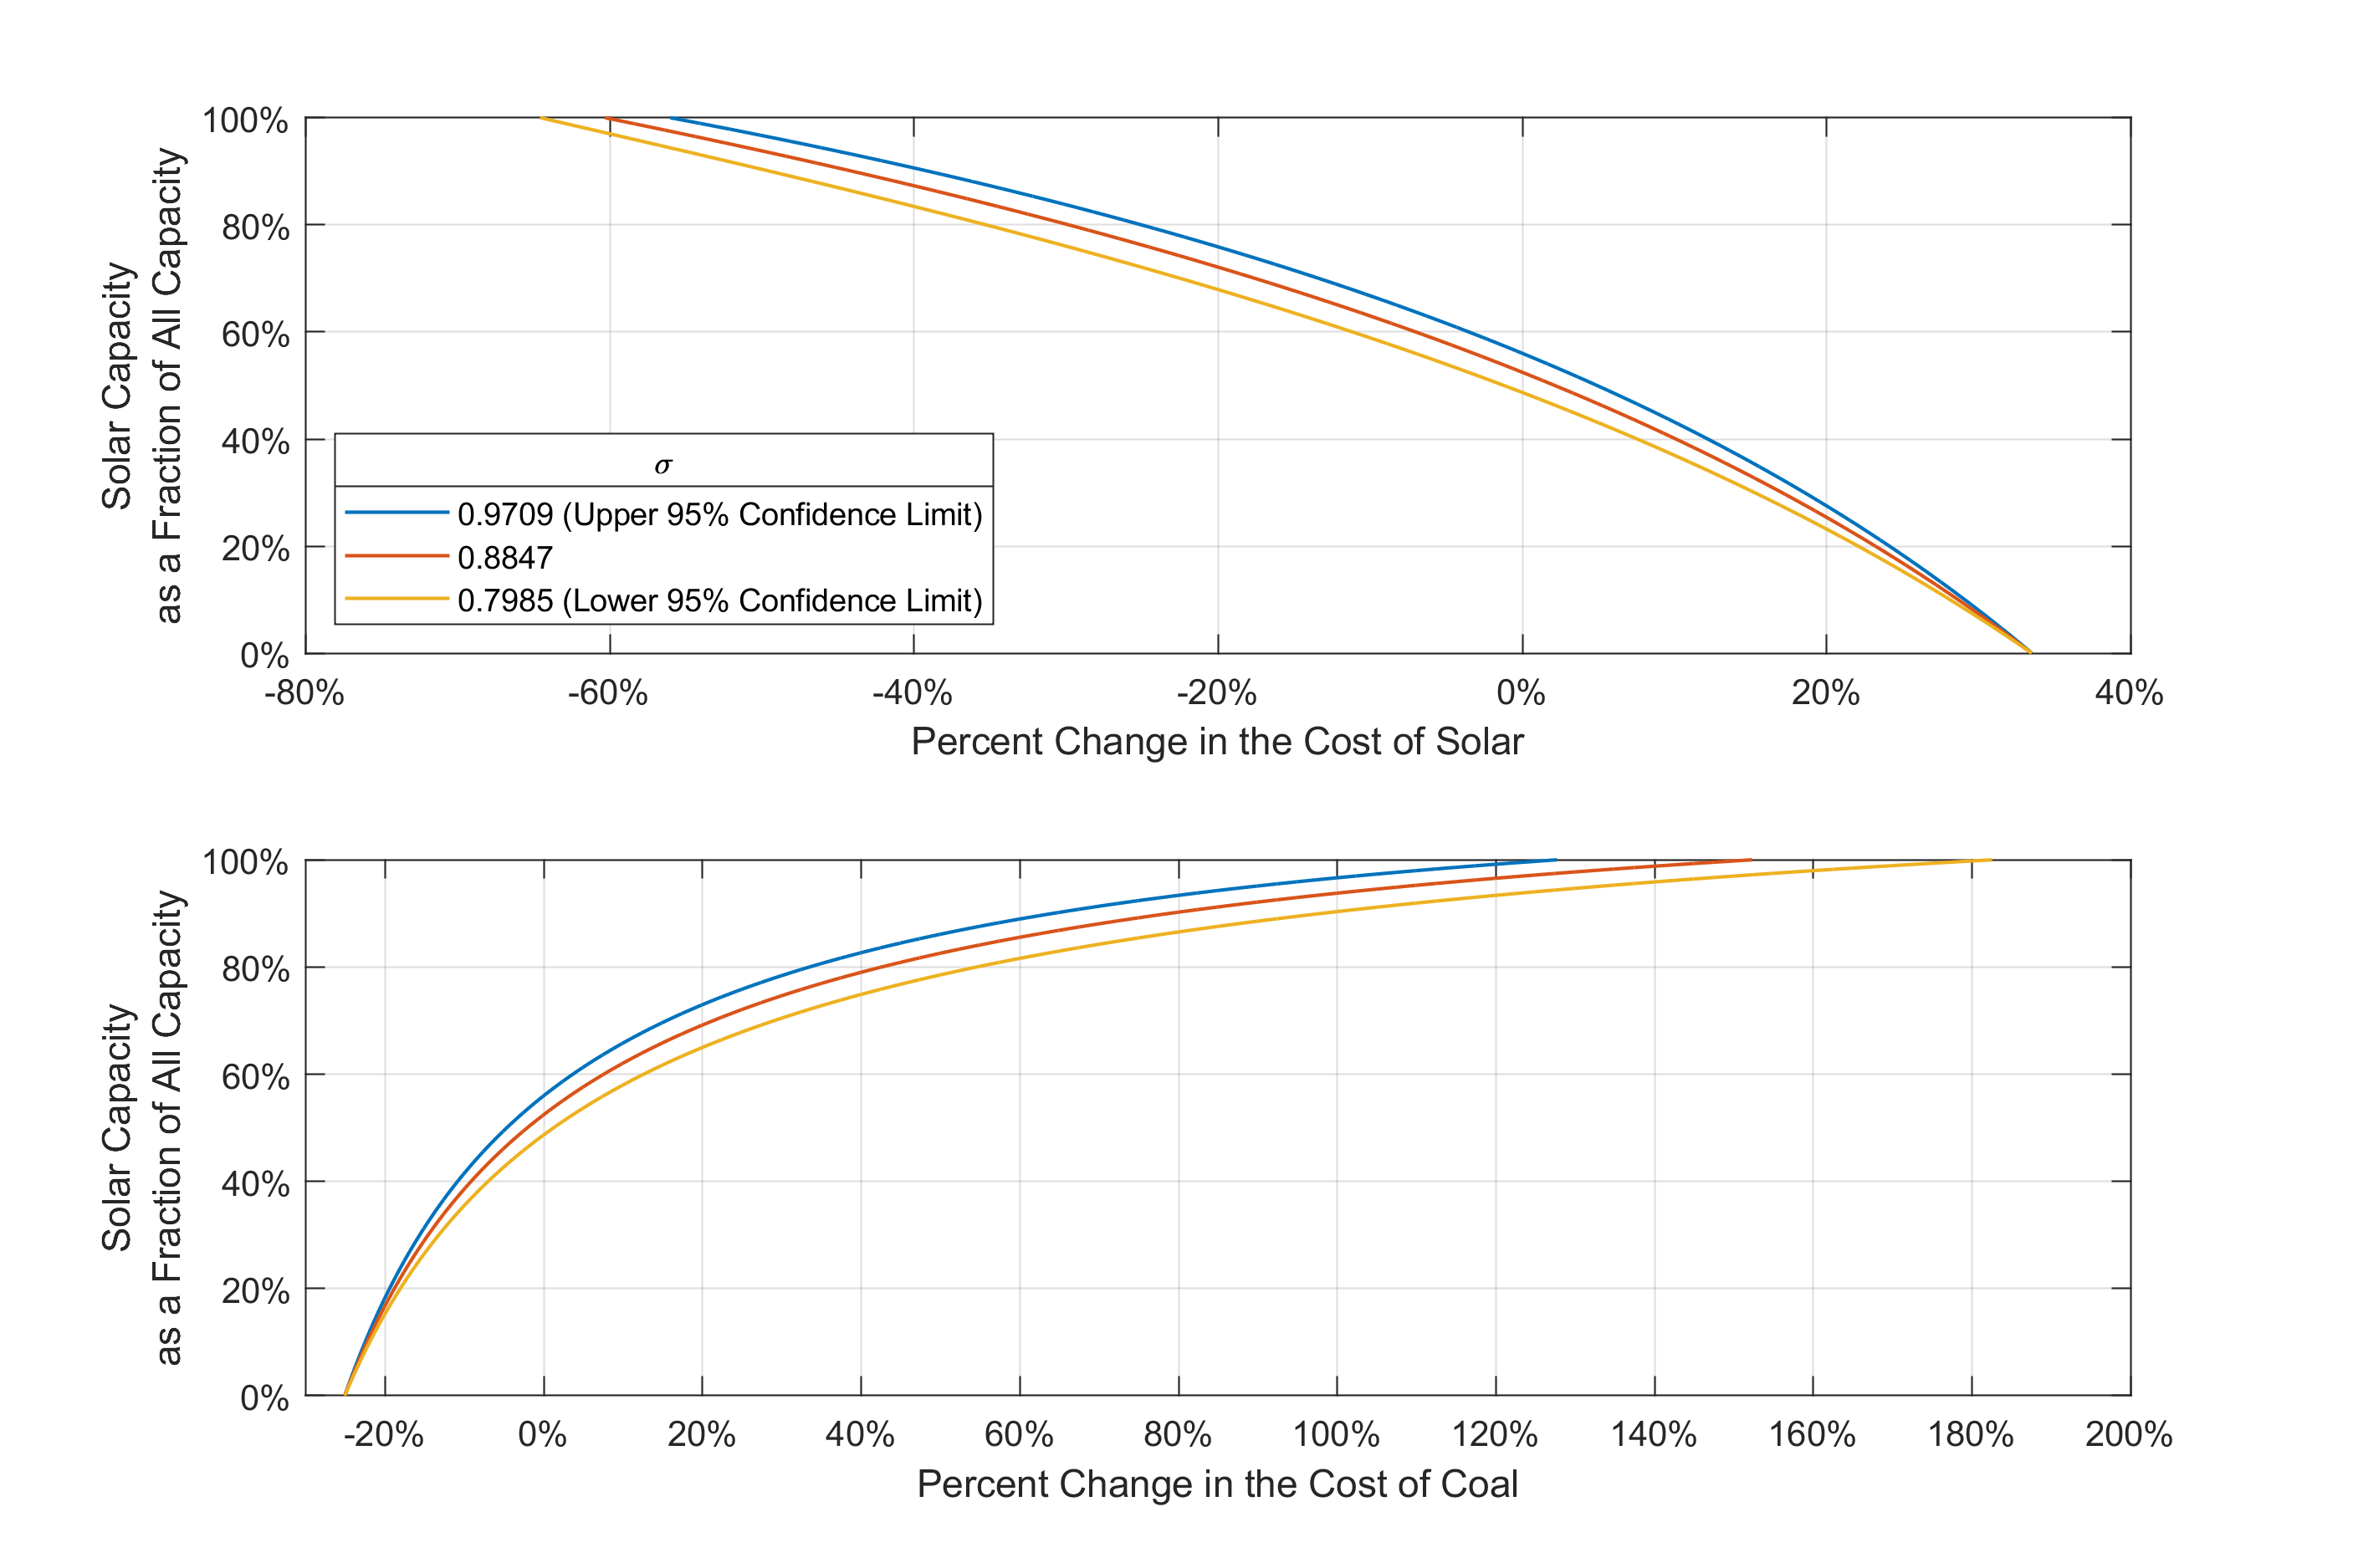 100%
80%
60%
40%
20%
0%
Solar Capacity
as a Fraction of All Capacity
σ
0.9709 (Upper 95% Confidence Limit)
0.8847
0.7985 (Lower 95% Confidence Limit)
-80% -60% -40% -20% 0% 20% 40%
Percent Change in the Cost of Solar
100%
80%
60%
40%
20%
0%
Solar Capacity
as a Fraction of All Capacity
-20% 0% 20% 40% 60% 80% 100% 120% 140% 160% 180% 200%
Percent Change in the Cost of Coal